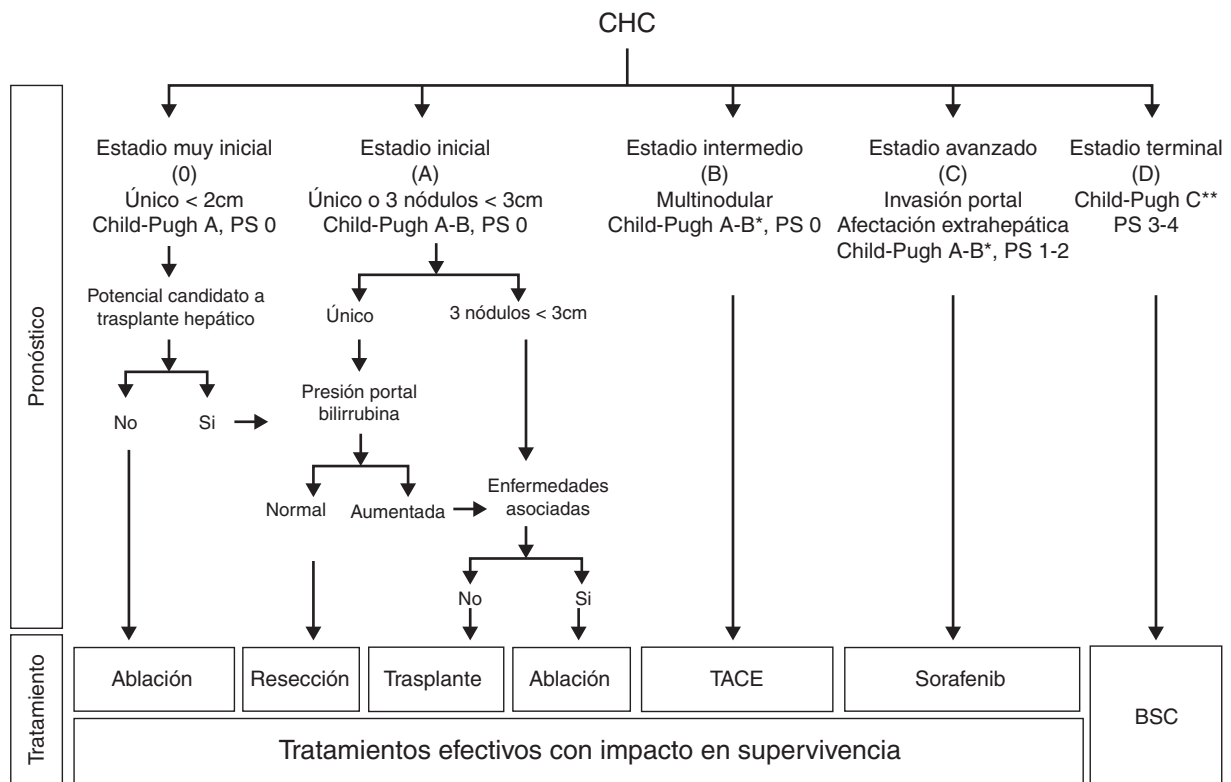 CHC
Pronóstico
Estadio muy inicial
(0)
Único < 2cm
Child-Pugh A, PS 0
Estadio inicial
(A)
Único o 3 nódulos < 3cm
Child-Pugh A-B, PS 0
Estadio intermedio
(B)
Multinodular
Child-Pugh A-B*, PS 0
Estadio avanzado
(C)
Invasión portal
Afectación extrahepática
Child-Pugh A-B*, PS 1-2
Estadio terminal
(D)
Child-Pugh C**
PS 3-4
Potencial candidato a
trasplante hepático
Único
3 nódulos < 3cm
Presión portal
bilirrubina
No
Si
Normal
Aumentada
Enfermedades
asociadas
No
Si
Tratamiento
Ablación
Resección
Trasplante
Ablación
TACE
Sorafenib
BSC
Tratamientos efectivos con impacto en supervivencia